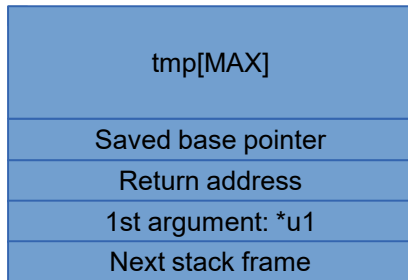 tmp[MAX]
Saved base pointer
Return address
1st argument: *u1
Next stack frame